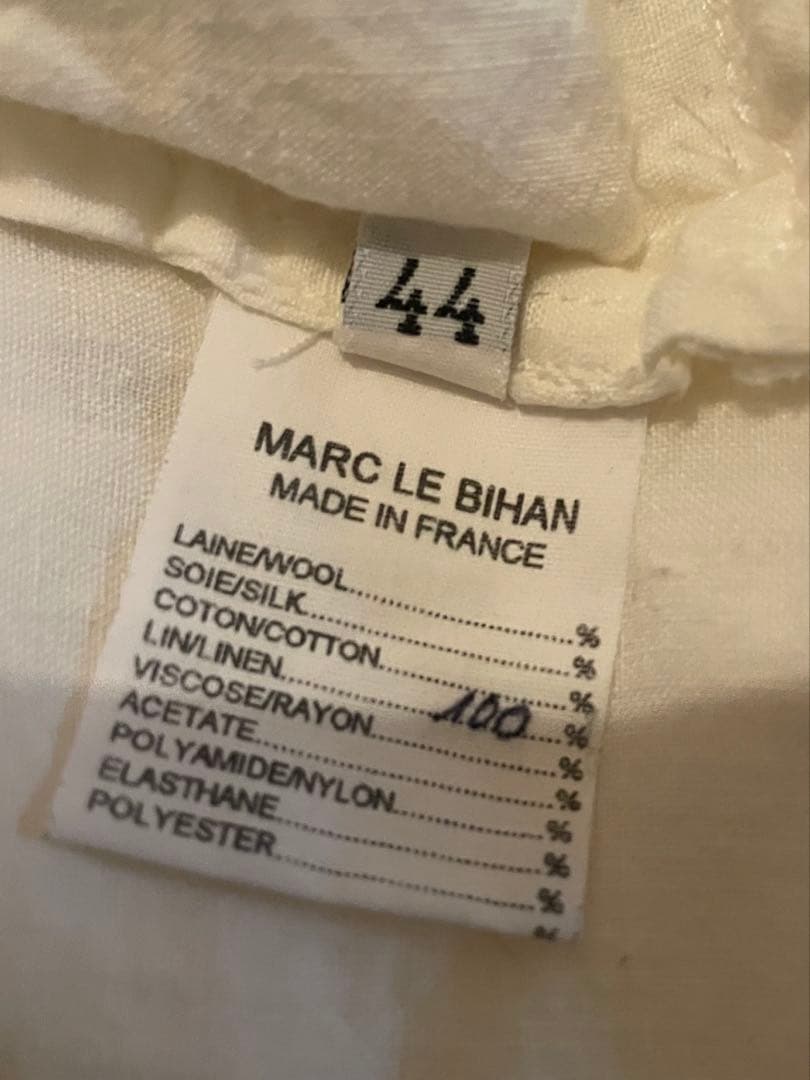 44
MARC LE BIHAN
MADE IN FRANCE
LAINE/WOOL..............................%
SOIE/SILK..............................%
COTON/COTTON..............................%
LIN/LINEN....................100....%
VISCOSE/RAYON..............................%
ACETATE..............................%
POLYAMIDE/NYLON..............................%
ELASTHANE..............................%
POLYESTER..............................%
%